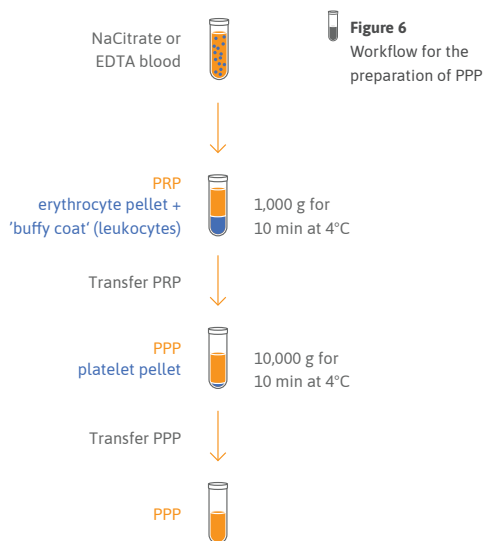 NaCitrate or
EDTA blood
Figure 6
Workflow for the
preparation of PPP
PRP
erythrocyte pellet +
’buffy coat‘ (leukocytes)
1,000 g for
10 min at 4°C
Transfer PRP
PPP
platelet pellet
10,000 g for
10 min at 4°C
Transfer PPP
PPP